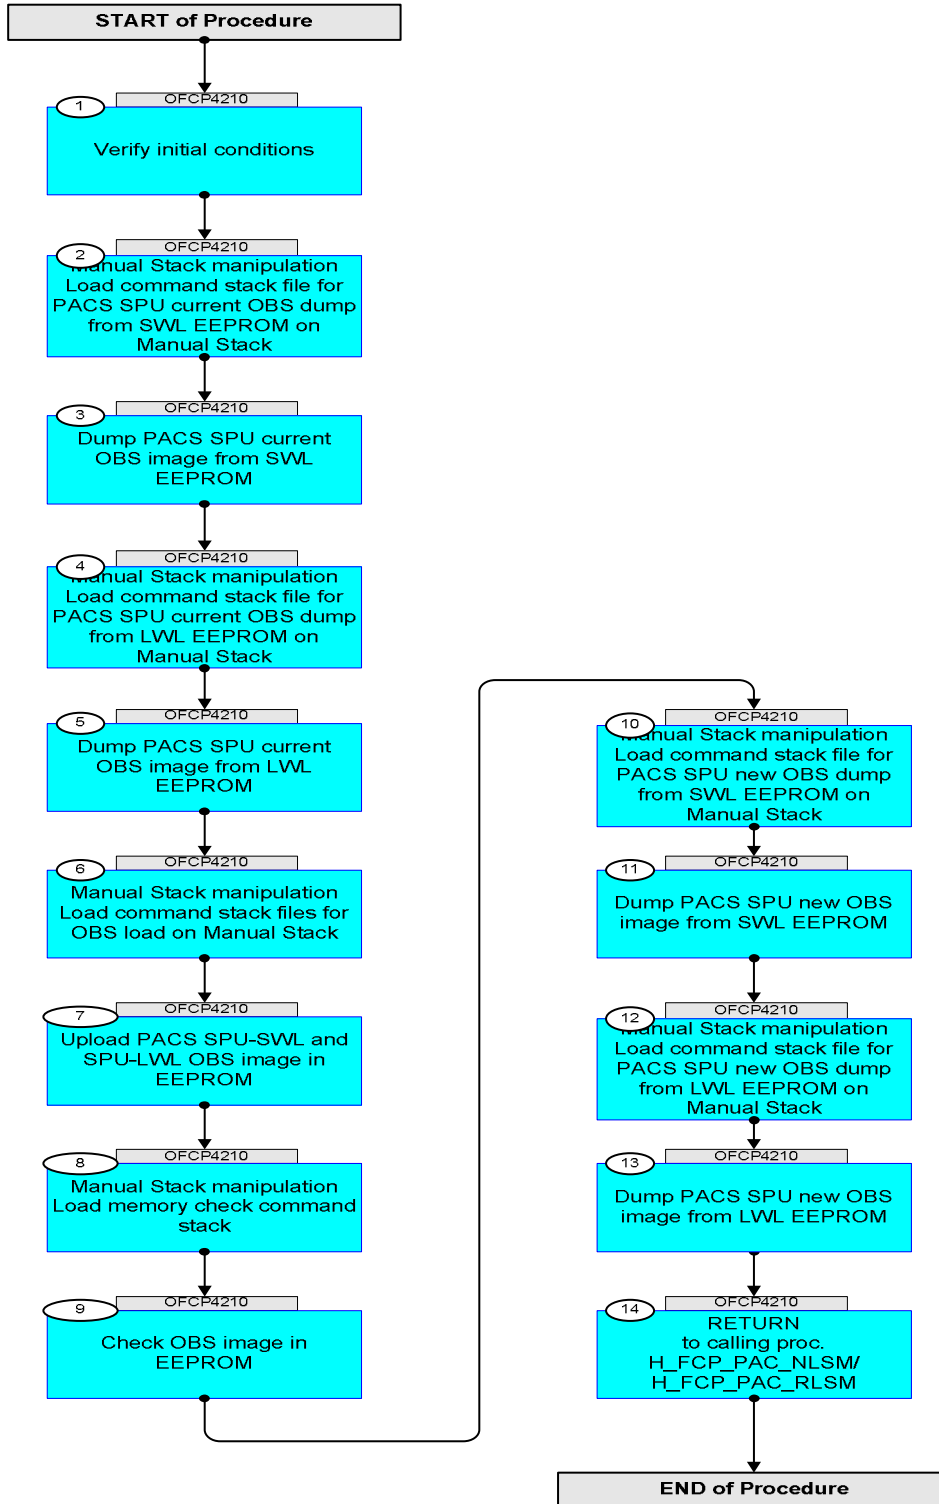 START of Procedure
OFCP4210
1
Verify initial conditions
OFCP4210
2
Manual Stack manipulation
Load command stack file for
PACS SPU current OBS dump
from SWL EEPROM on
Manual Stack
OFCP4210
3
Dump PACS SPU current
OBS image from SWL
EEPROM
OFCP4210
4
Manual Stack manipulation
Load command stack file for
PACS SPU current OBS dump
from LWL EEPROM on
Manual Stack
OFCP4210
5
Dump PACS SPU current
OBS image from LWL
EEPROM
OFCP4210
6
Manual Stack manipulation
Load command stack files for
OBS load on Manual Stack
OFCP4210
7
Upload PACS SPU-SWL and
SPU-LWL OBS image in
EEPROM
OFCP4210
8
Manual Stack manipulation
Load memory check command
stack
OFCP4210
9
Check OBS image in
EEPROM
OFCP4210
10
Manual Stack manipulation
Load command stack file for
PACS SPU new OBS dump
from SWL EEPROM on
Manual Stack
OFCP4210
11
Dump PACS SPU new OBS
image from SWL EEPROM
OFCP4210
12
Manual Stack manipulation
Load command stack file for
PACS SPU new OBS dump
from LWL EEPROM on
Manual Stack
OFCP4210
13
Dump PACS SPU new OBS
image from LWL EEPROM
OFCP4210
14
RETURN
to calling proc.
H_FCP_PAC_NLSM/
H_FCP_PAC_RLSM
END of Procedure